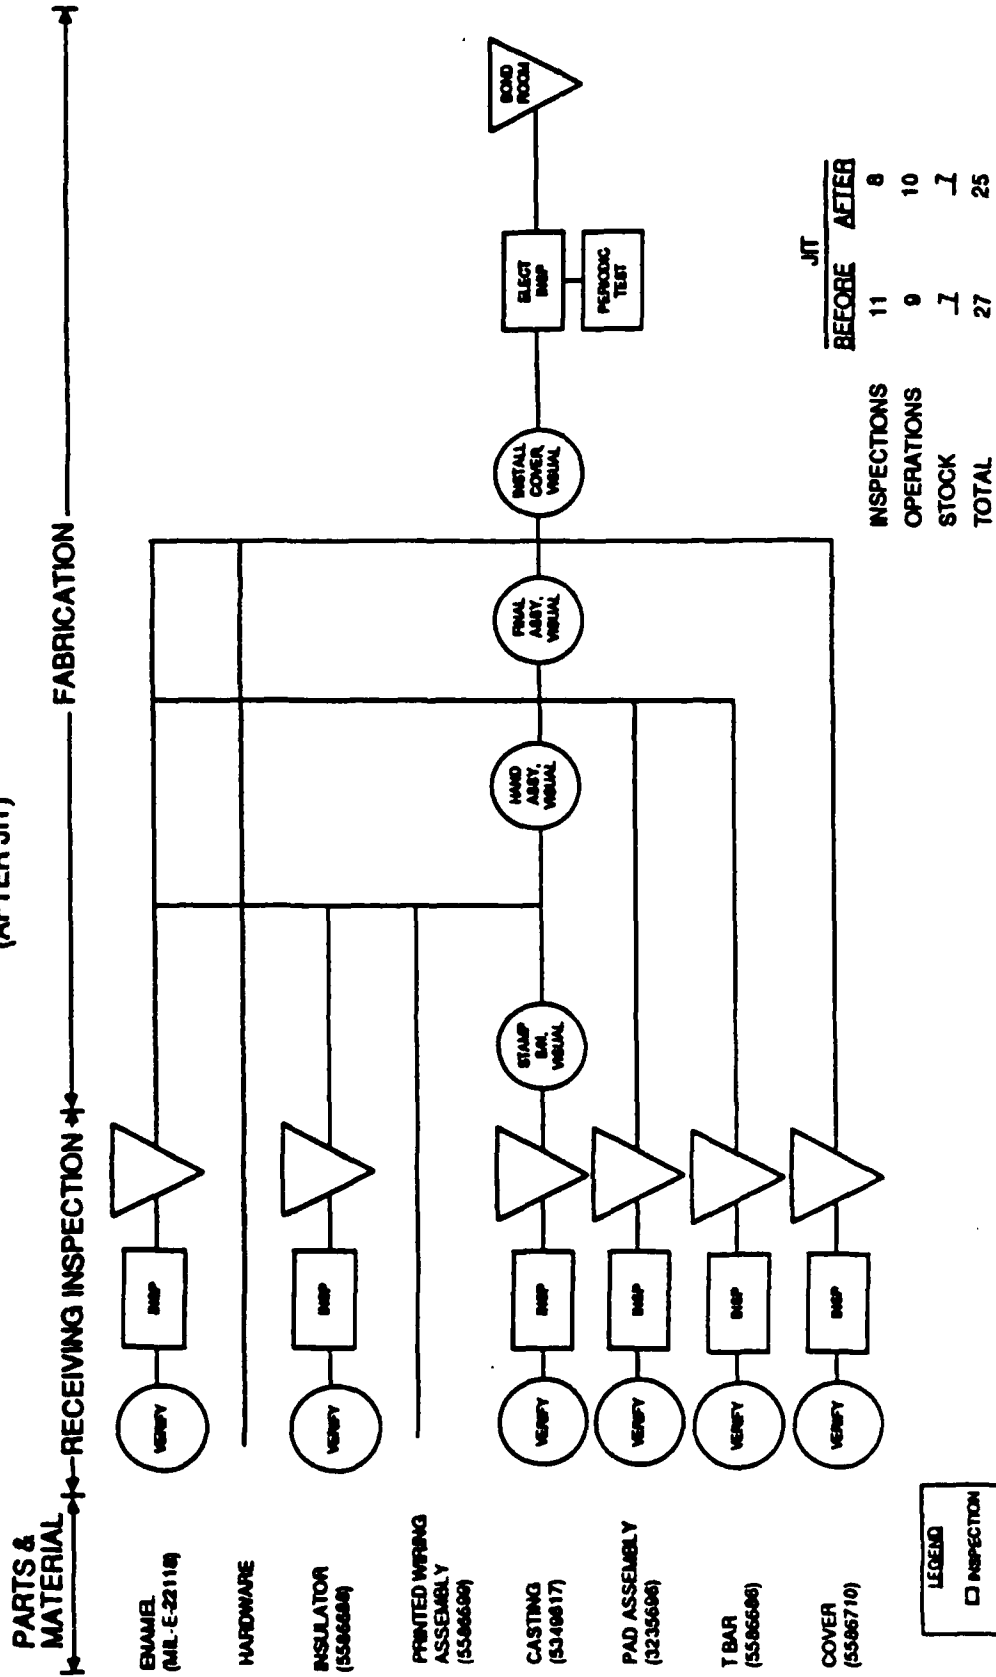 (AFTER JIT)
PARTS &
MATERIAL
RECEIVING INSPECTION
FABRICATION
ENAMEL
(MIL-E-22118)
VERIFY
INSP
HARDWARE
INSULATOR
VERIFY
INSP
PRINTED WIRING
ASSEMBLY
CASTING
VERIFY
INSP
STAMP
VISUAL
HAND
ASSY,
VISUAL
FINAL
ASSY,
VISUAL
INSTALL
COVER,
VISUAL
ELECT
INSP
PERIODIC
TEST
BOND
ROOM
PAD ASSEMBLY
(3235696)
VERIFY
INSP
T BAR
(5586686)
VERIFY
INSP
COVER
(5586710)
VERIFY
INSP
JIT
BEFORE AFTER
INSPECTIONS 11 8
OPERATIONS 9 10
STOCK 7 7
TOTAL 27 25
LEGEND
□ INSPECTION